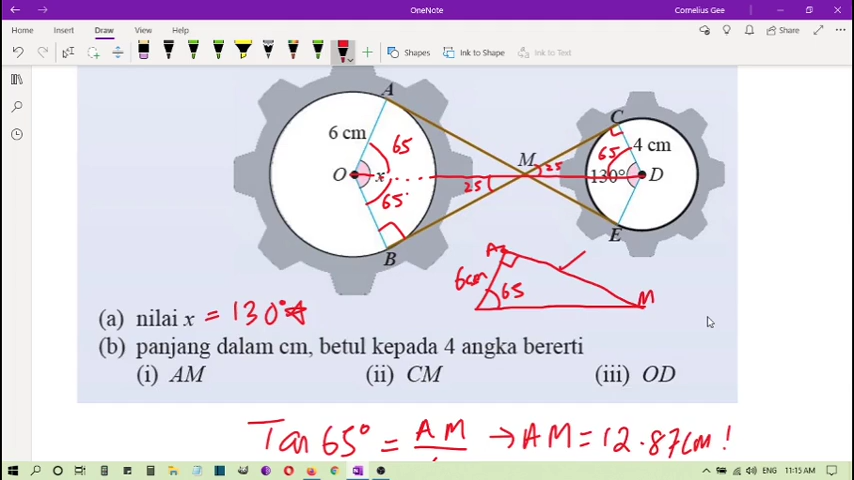 OneNote
Cornelius Gee
Home Insert Draw View Help
Shapes Ink to Shape Ink to Text Share
A
6 cm 65
O x
65
B
M
25 25
C
4 cm
65
130° D
E
A
6cm 65 M
(a) nilai x = 130°
(b) panjang dalam cm, betul kepada 4 angka bererti
(i) AM (ii) CM (iii) OD
Tan 65° = AM → AM = 12.87cm!
ENG 11:15 AM